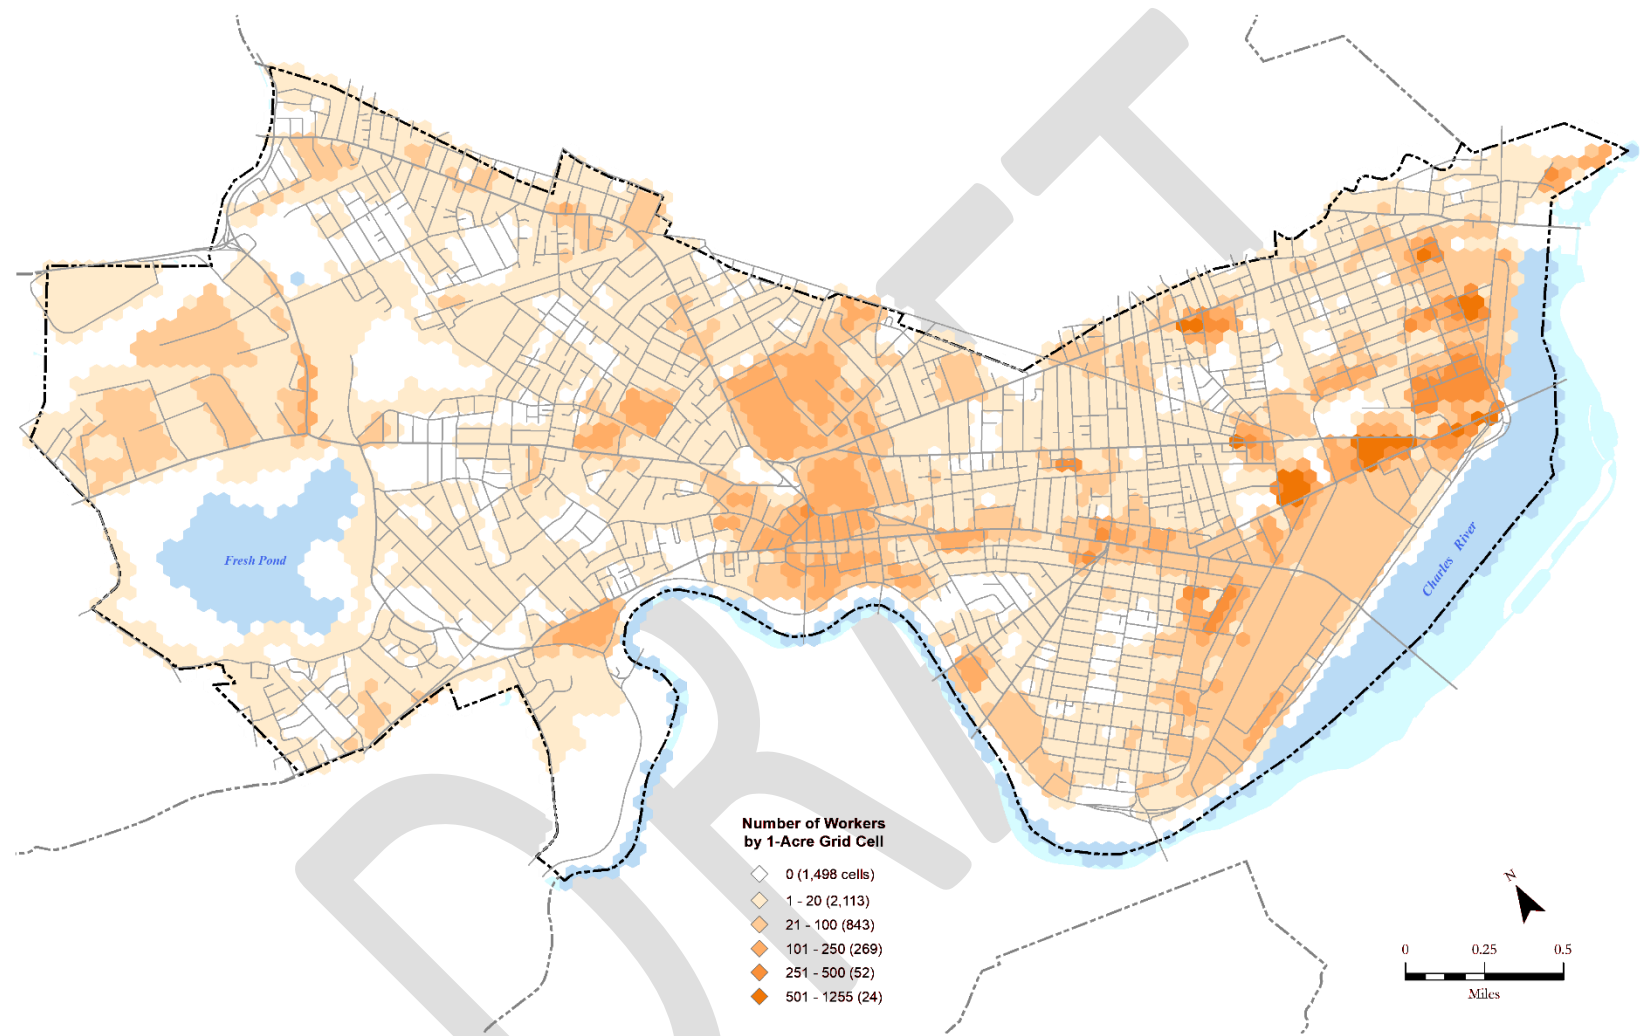 DRAFT
Fresh Pond
Charles River
Number of Workers
by 1-Acre Grid Cell
0 (1,498 cells)
1 - 20 (2,113)
21 - 100 (843)
101 - 250 (269)
251 - 500 (52)
501 - 1255 (24)
N
0 0.25 0.5
Miles